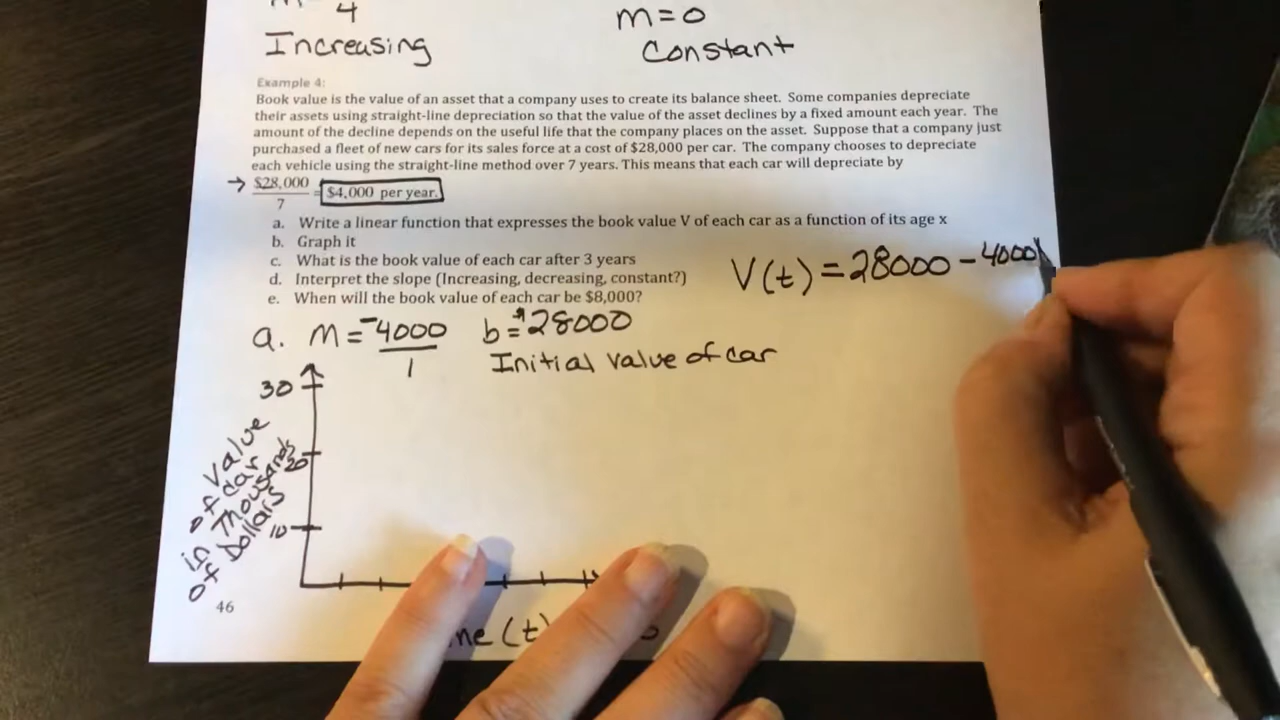 4
Increasing
m=0
Constant
Example 4:
Book value is the value of an asset that a company uses to create its balance sheet. Some companies depreciate
their assets using straight-line depreciation so that the value of the asset declines by a fixed amount each year. The
amount of the decline depends on the useful life that the company places on the asset. Suppose that a company just
purchased a fleet of new cars for its sales force at a cost of $28,000 per car. The company chooses to depreciate
each vehicle using the straight-line method over 7 years. This means that each car will depreciate by
→ $28,000
7
= $4,000 per year.
a. Write a linear function that expresses the book value V of each car as a function of its age x
b. Graph it
c. What is the book value of each car after 3 years
d. Interpret the slope (Increasing, decreasing, constant?)
e. When will the book value of each car be $8,000?
V(t) = 28000 - 4000
a. m = -4000
1
b = $28000
Initial value of car
30
20
10
Value
of car
in Thousands
of Dollars
46
(t)